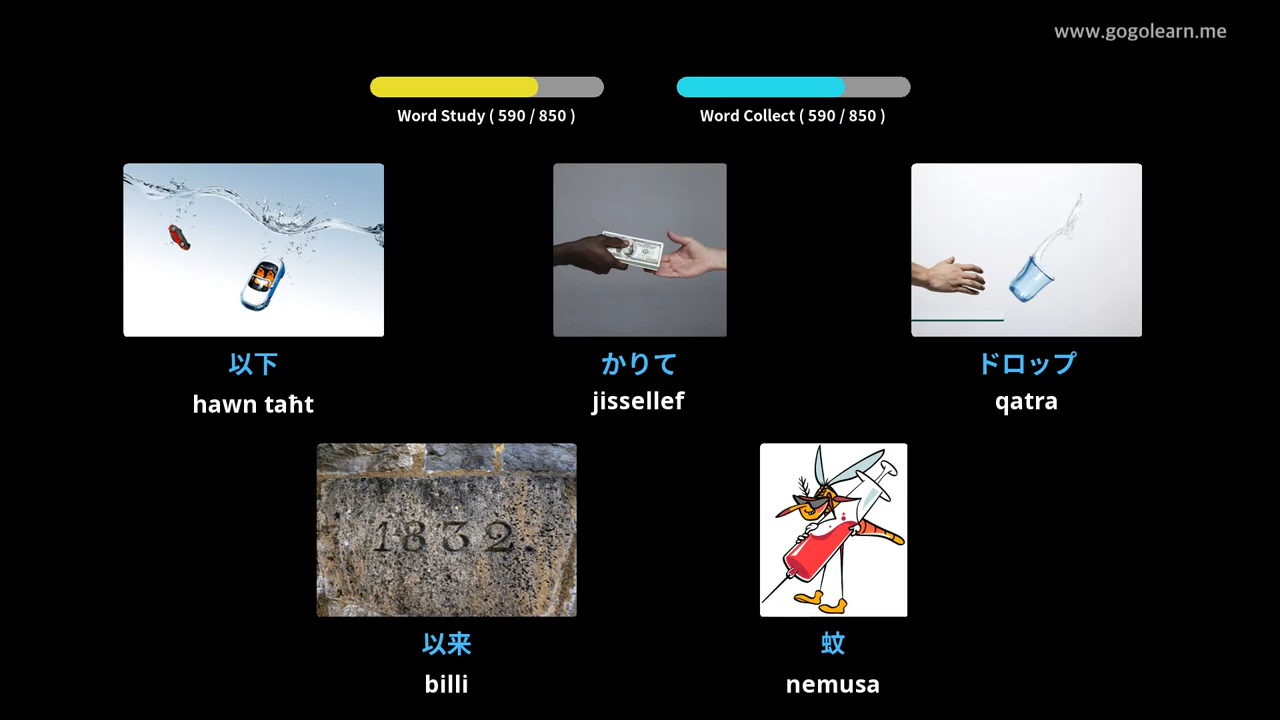 www.gogolearn.me
Word Study ( 590 / 850 )
Word Collect ( 590 / 850 )
以下
hawn taħt
かりて
jissellef
ドロップ
qatra
1832.
以来
billi
蚊
nemusa